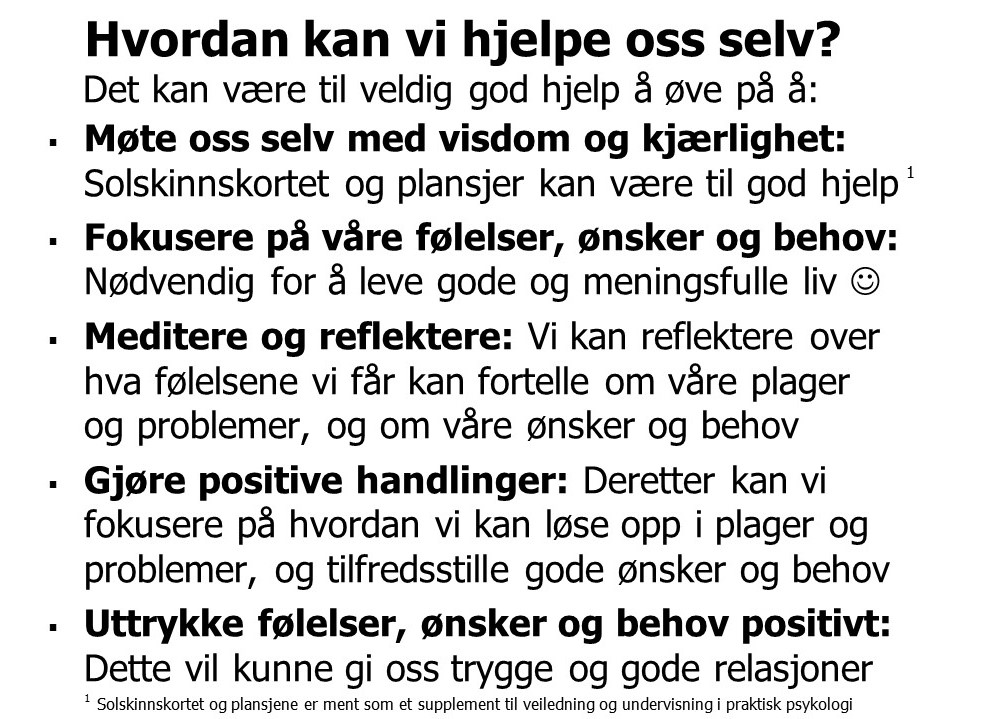 Hvordan kan vi hjelpe oss selv?
Det kan være til veldig god hjelp å øve på å:
▪ Møte oss selv med visdom og kjærlighet:
Solskinnskortet og plansjer kan være til god hjelp ¹
▪ Fokusere på våre følelser, ønsker og behov:
Nødvendig for å leve gode og meningsfulle liv ☺
▪ Meditere og reflektere: Vi kan reflektere over
hva følelsene vi får kan fortelle om våre plager
og problemer, og om våre ønsker og behov
▪ Gjøre positive handlinger: Deretter kan vi
fokusere på hvordan vi kan løse opp i plager og
problemer, og tilfredsstille gode ønsker og behov
▪ Uttrykke følelser, ønsker og behov positivt:
Dette vil kunne gi oss trygge og gode relasjoner
¹ Solskinnskortet og plansjene er ment som et supplement til veiledning og undervisning i praktisk psykologi